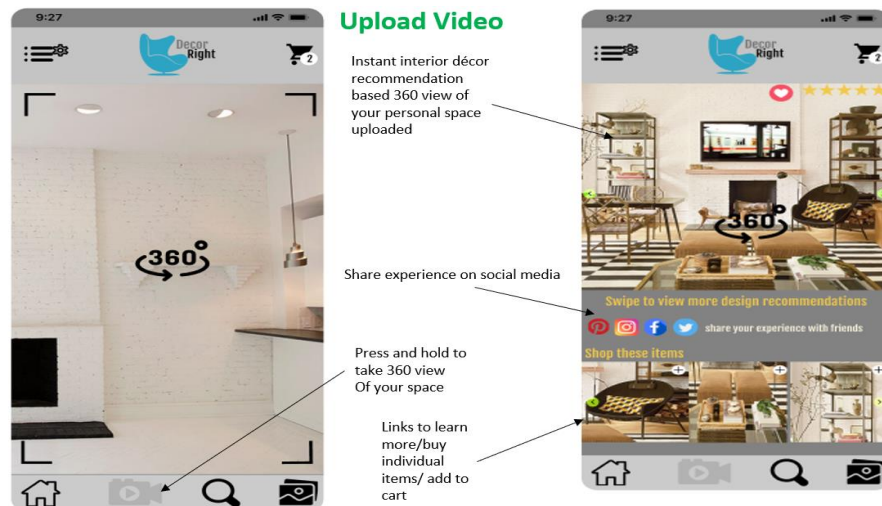 Upload Video
9:27
Decor
Right
2
360°
Instant interior décor
recommendation
based 360 view of
your personal space
uploaded
Share experience on social media
Press and hold to
take 360 view
Of your space
Links to learn
more/buy
individual
items/ add to
cart
9:27
Decor
Right
2
360°
Swipe to view more design recommendations
share your experience with friends
Shop these items